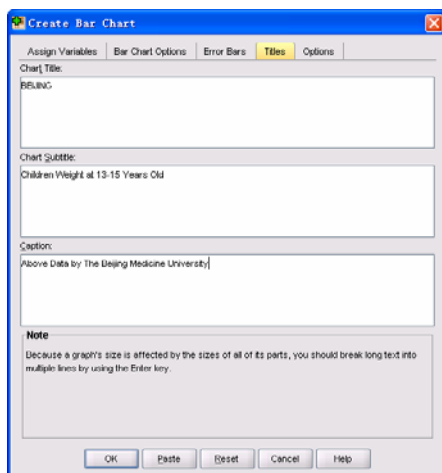 Create Bar Chart
Assign Variables Bar Chart Options Error Bars Titles Options
Chart Title:
BEIJING
Chart Subtitle:
Children Weight at 13-15 Years Old
Caption:
Above Data by The Beijing Medicine University
Note
Because a graph's size is affected by the sizes of all of its parts, you should break long text into
multiple lines by using the Enter key.
OK Paste Reset Cancel Help